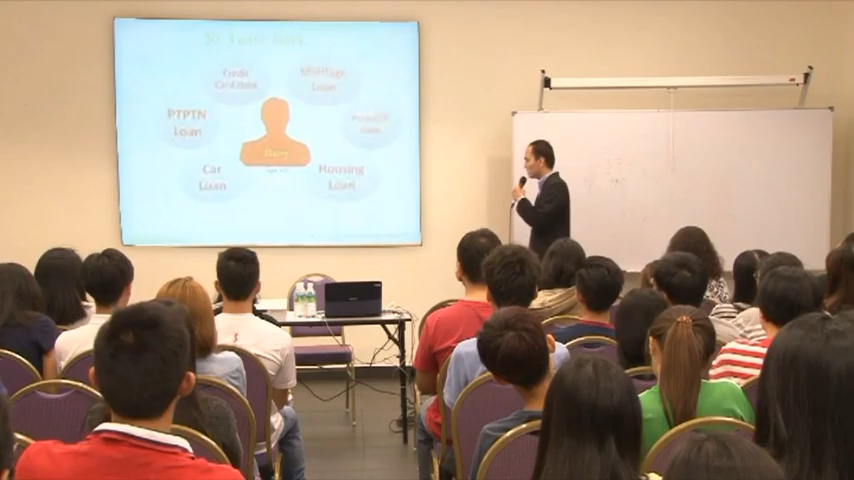 Credit
Card Debt
Marriage
Loan
PTPTN
Loan
Personal
Loan
Barry
Car
Loan
Housing
Loan